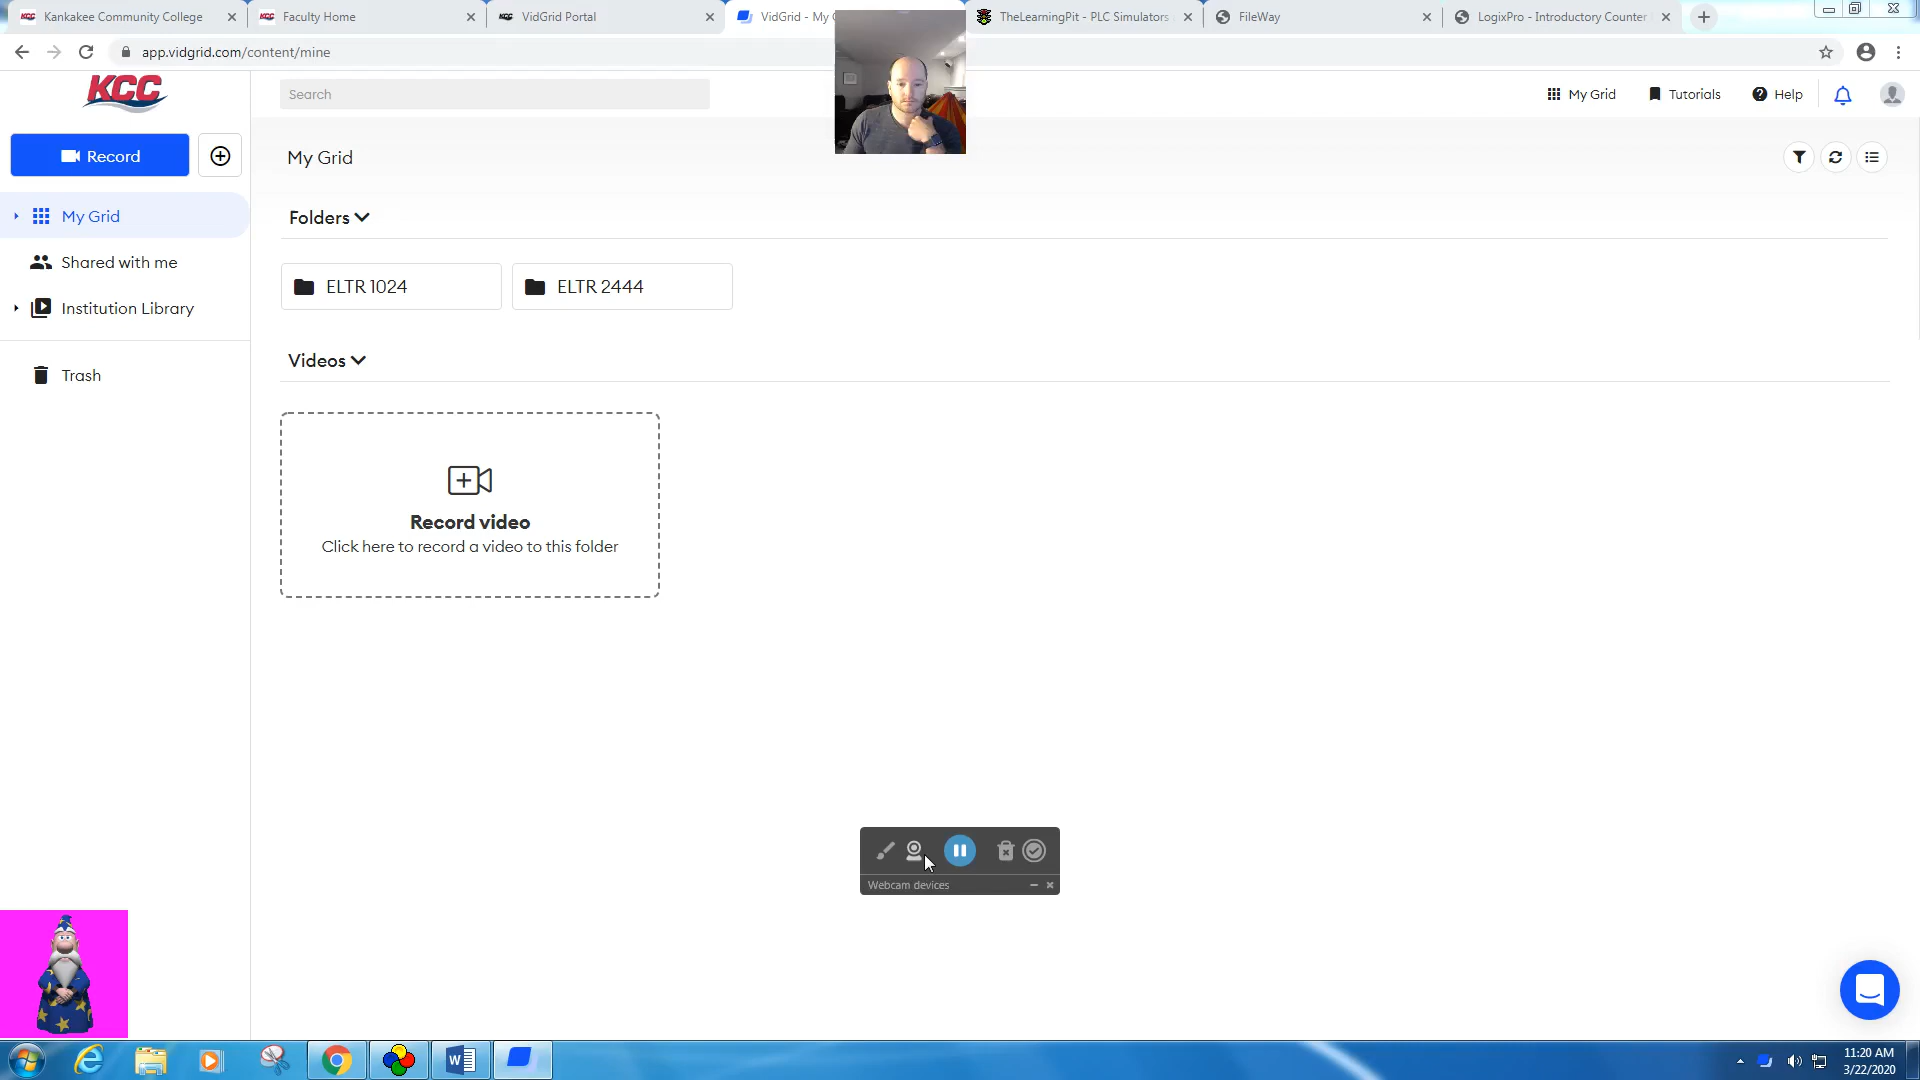 Kankakee Community College
Faculty Home
VidGrid Portal
VidGrid - My
TheLearningPit - PLC Simulators
FileWay
LogixPro - Introductory Counter
app.vidgrid.com/content/mine
KCC
Search
My Grid
Tutorials
Help
Record
My Grid
My Grid
Shared with me
Institution Library
Trash
Folders
ELTR 1024
ELTR 2444
Videos
Record video
Click here to record a video to this folder
Webcam devices
11:20 AM
3/22/2020